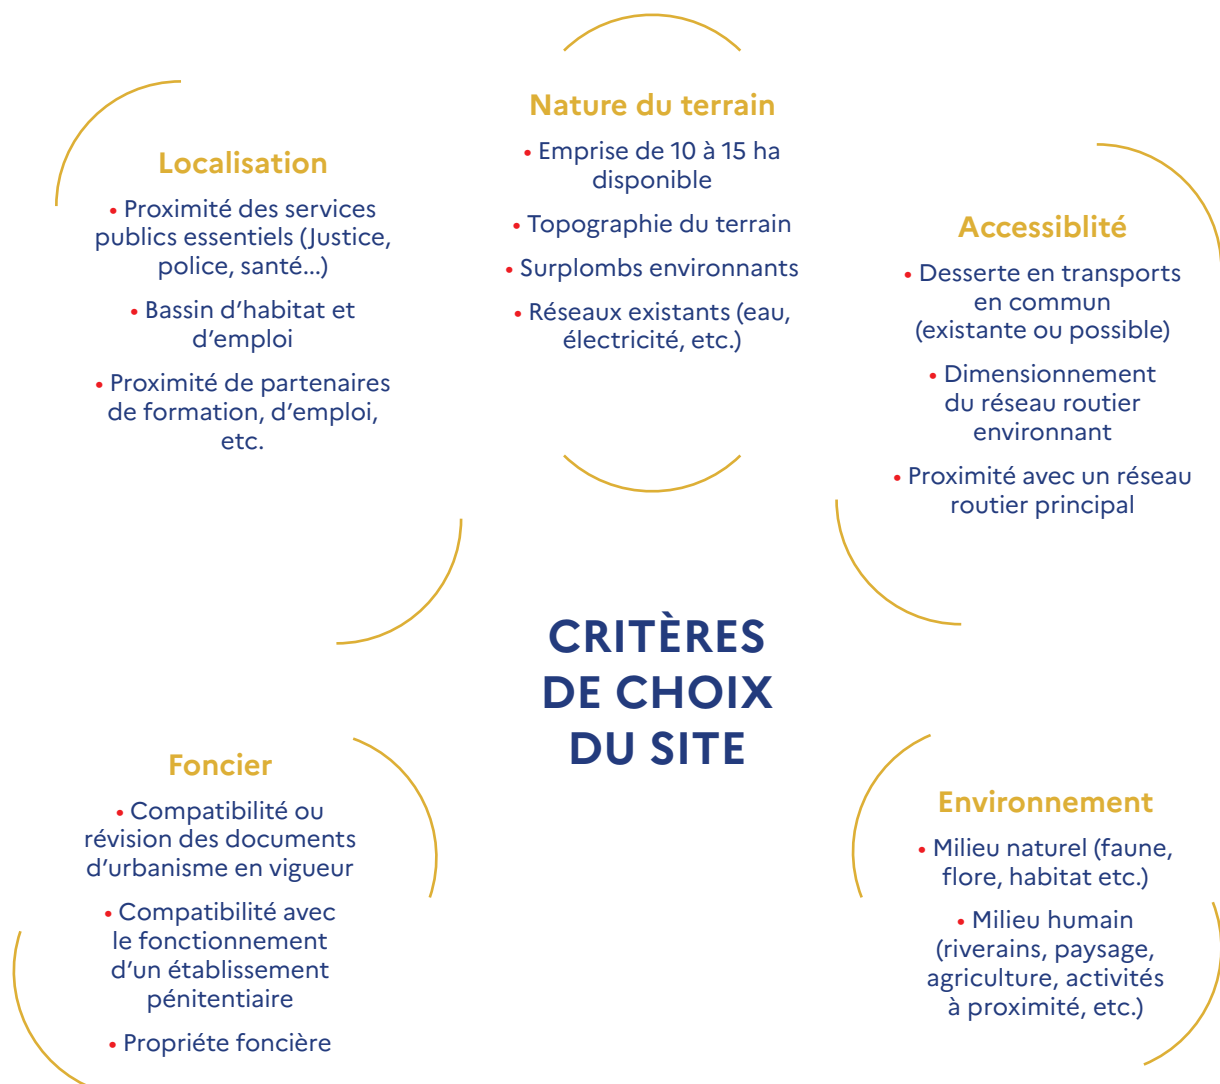 Nature du terrain
• Emprise de 10 à 15 ha
disponible
• Topographie du terrain
• Surplombs environnants
• Réseaux existants (eau,
électricité, etc.)
Localisation
• Proximité des services
publics essentiels (Justice,
police, santé...)
• Bassin d'habitat et
d'emploi
• Proximité de partenaires
de formation, d'emploi,
etc.
Accessiblité
• Desserte en transports
en commun
(existante ou possible)
• Dimensionnement
du réseau routier
environnant
• Proximité avec un réseau
routier principal
CRITÈRES
DE CHOIX
DU SITE
Foncier
• Compatibilité ou
révision des documents
d'urbanisme en vigueur
• Compatibilité avec
le fonctionnement
d'un établissement
pénitentiaire
• Propriéte foncière
Environnement
• Milieu naturel (faune,
flore, habitat etc.)
• Milieu humain
(riverains, paysage,
agriculture, activités
à proximité, etc.)